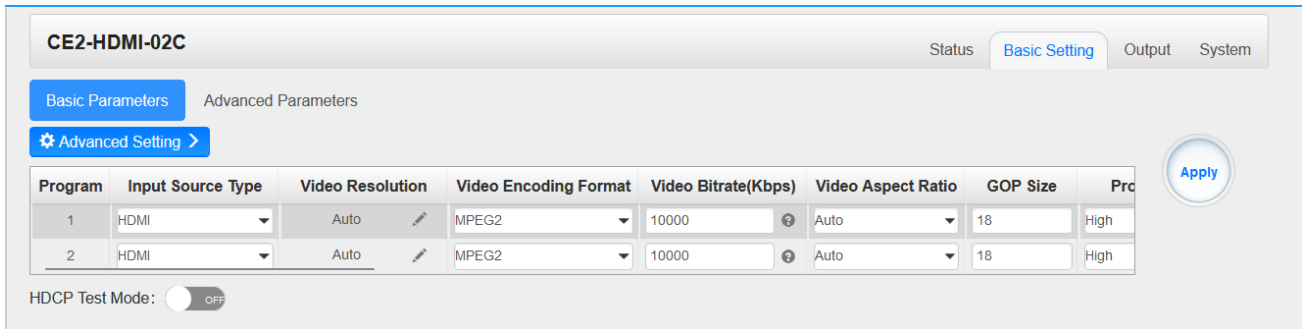 CE2-HDMI-02C
Status Basic Setting Output System
Basic Parameters Advanced Parameters
Advanced Setting
Program Input Source Type Video Resolution Video Encoding Format Video Bitrate(Kbps) Video Aspect Ratio GOP Size Pro
Apply
1 HDMI Auto MPEG2 10000 Auto 18 High
2 HDMI Auto MPEG2 10000 Auto 18 High
HDCP Test Mode: OFF